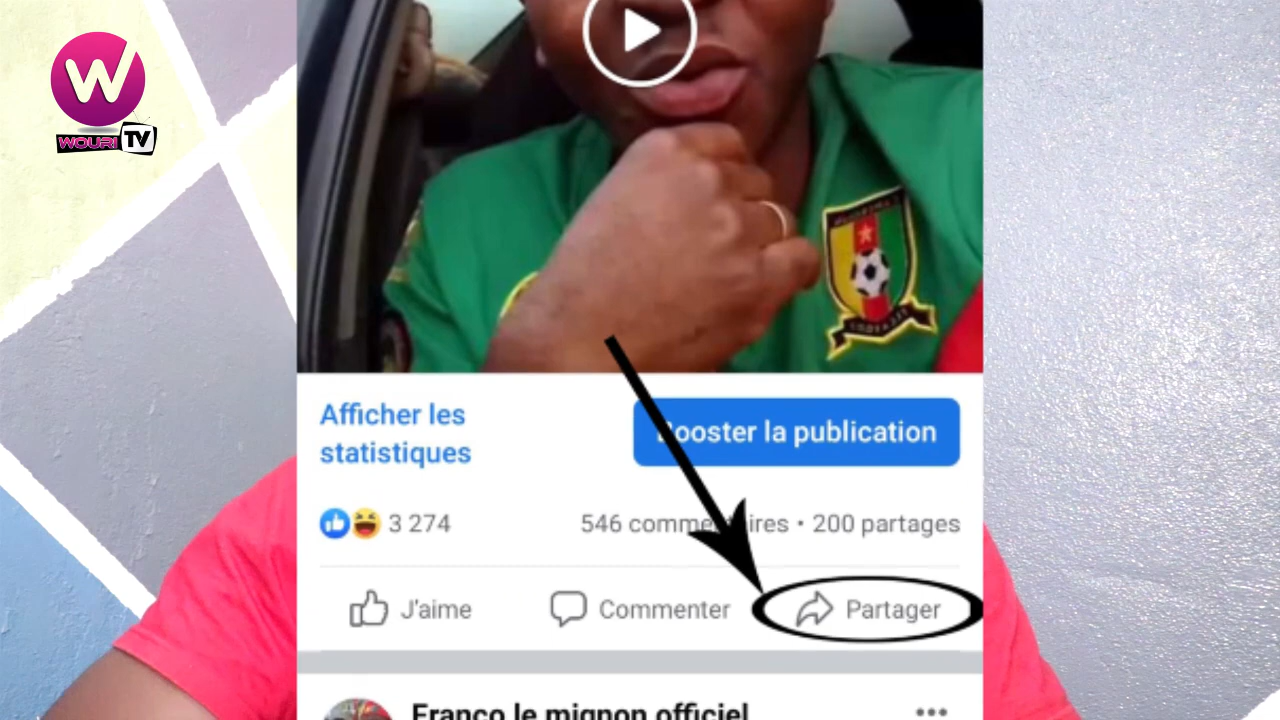 W
WOURI TV
Afficher les
statistiques
Booster la publication
3 274
546 commentaires • 200 partages
J'aime
Commenter
Partager
Franco le mignon officiel